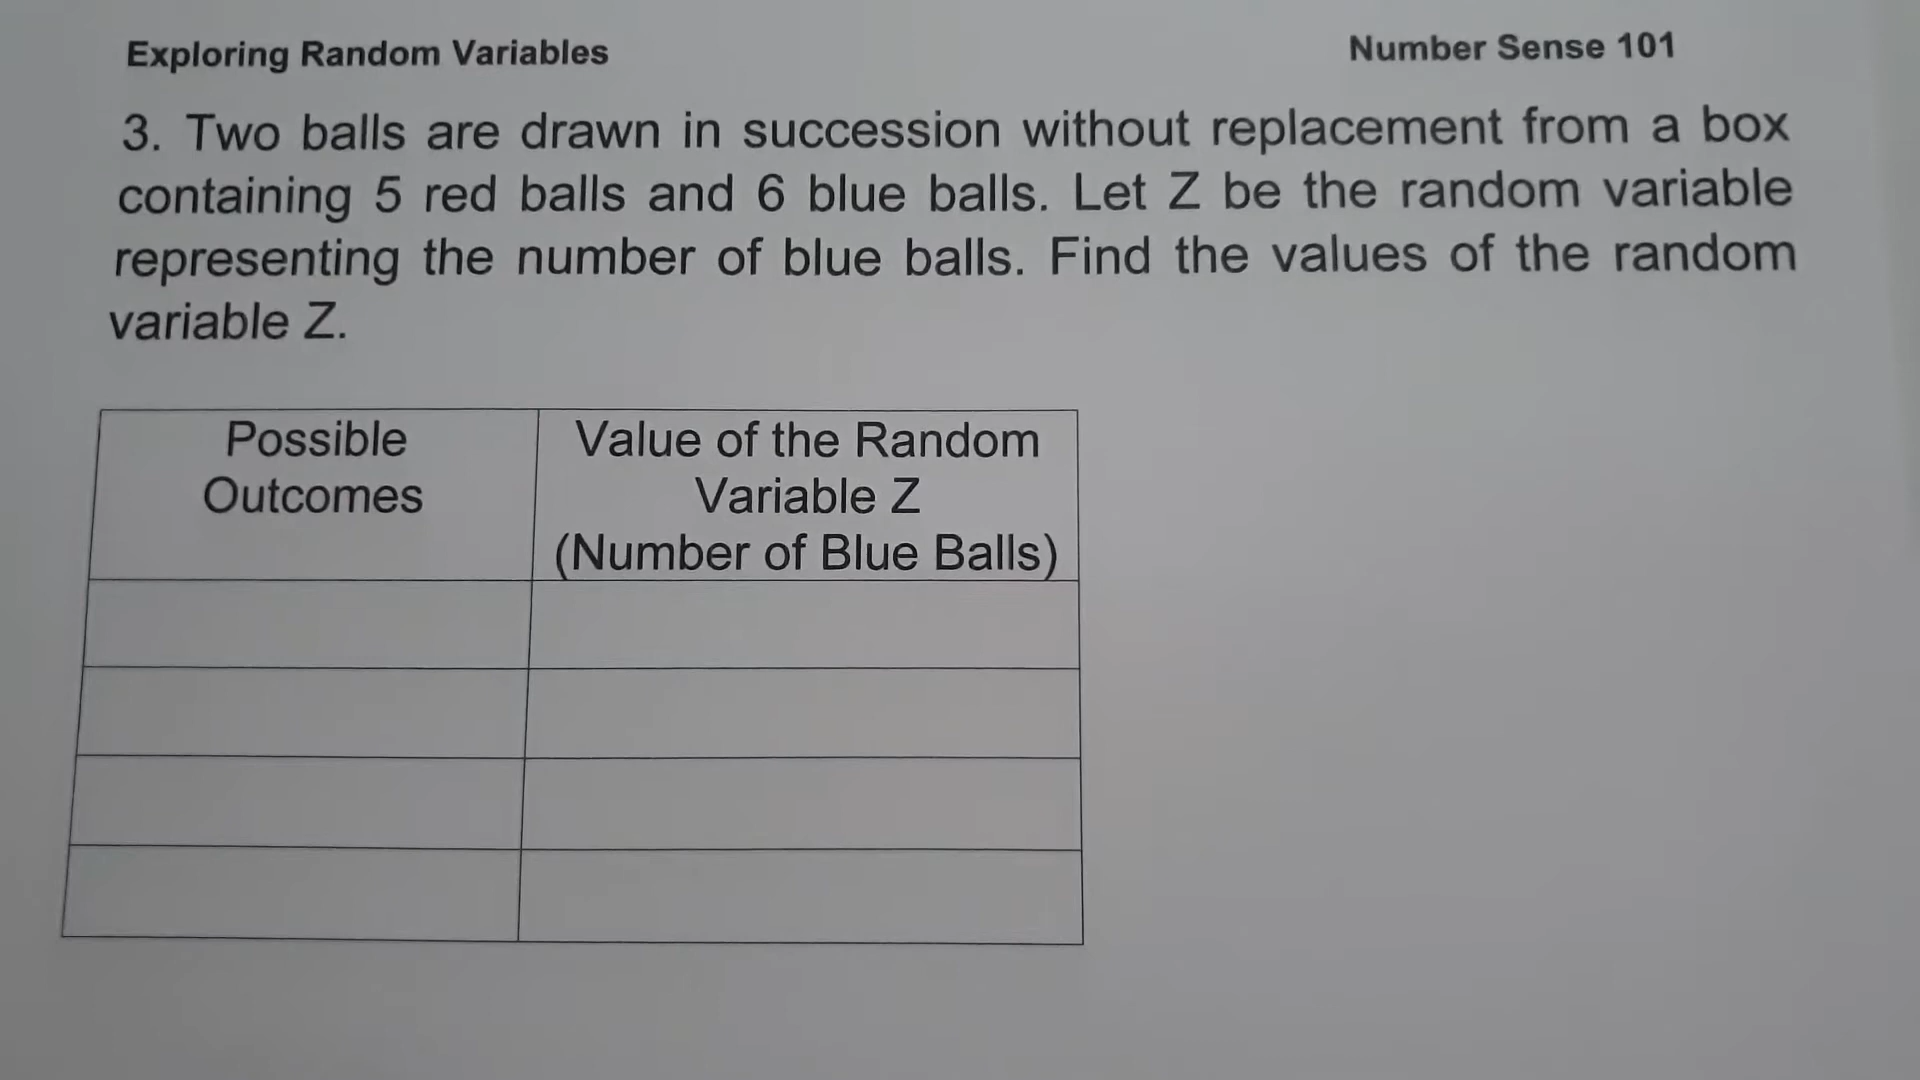 Exploring Random Variables
Number Sense 101
3. Two balls are drawn in succession without replacement from a box
containing 5 red balls and 6 blue balls. Let Z be the random variable
representing the number of blue balls. Find the values of the random
variable Z.
Possible
Outcomes
Value of the Random
Variable Z
(Number of Blue Balls)